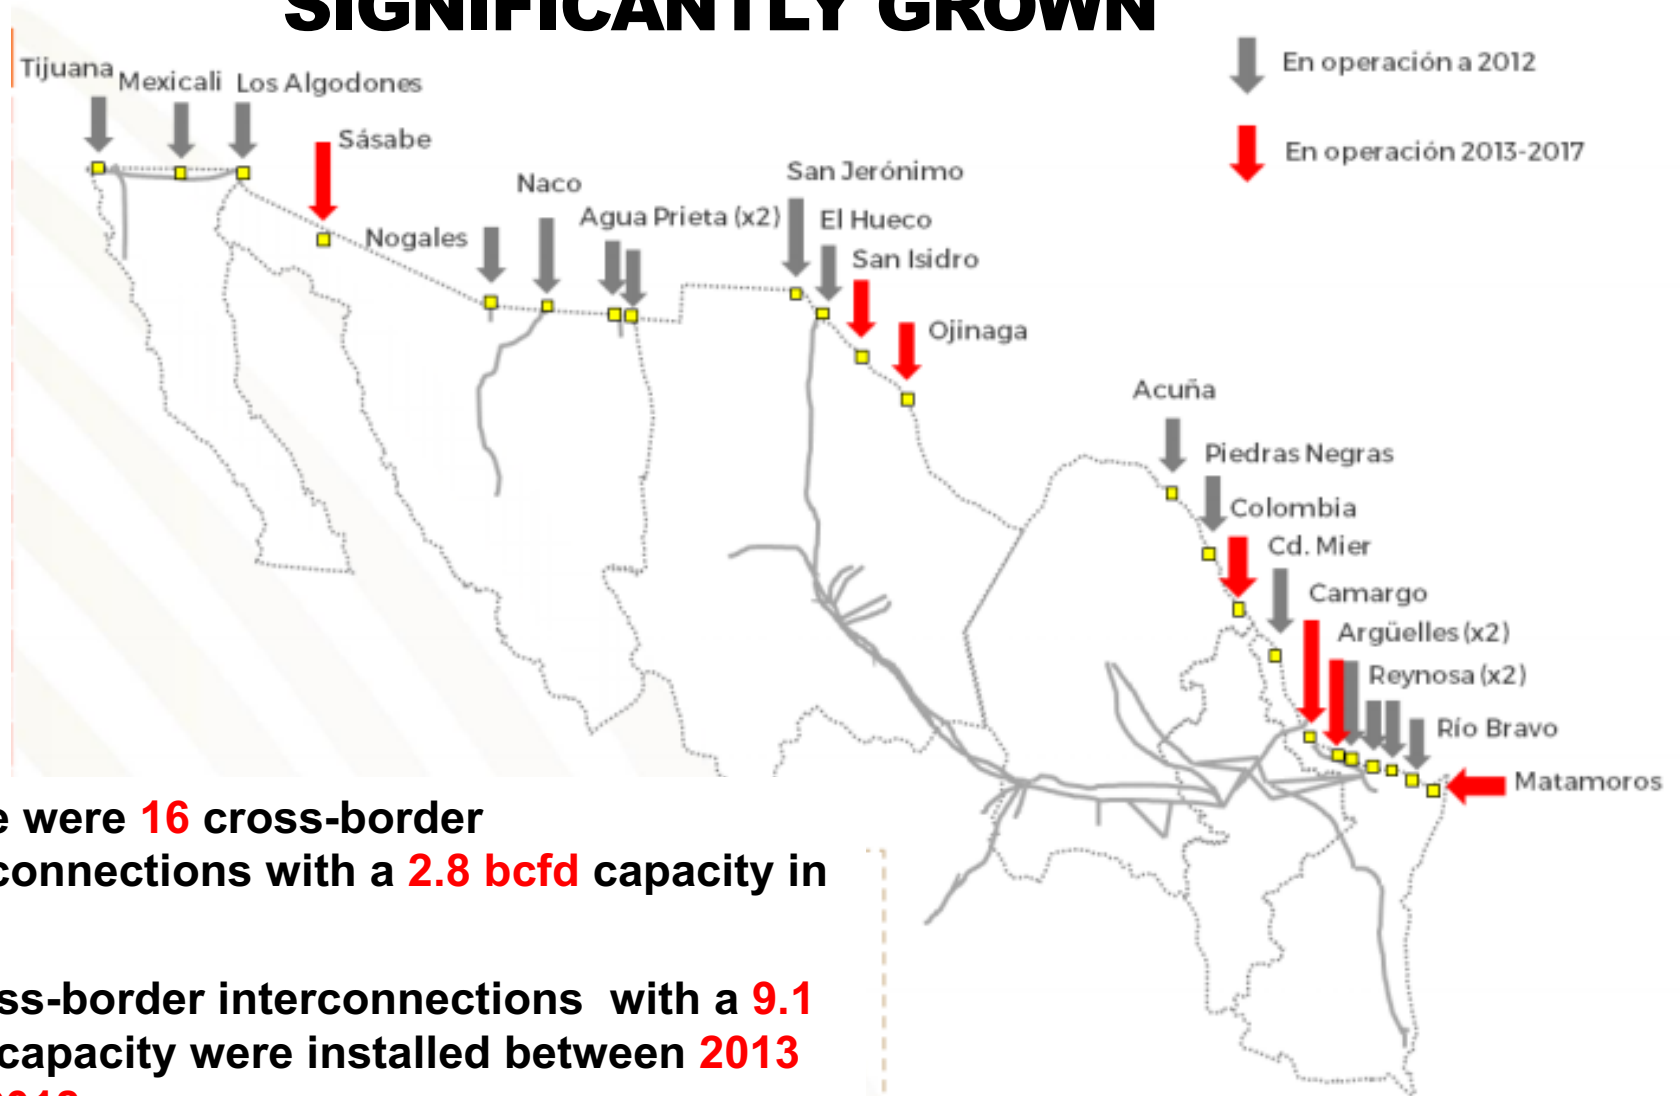 SIGNIFICANTLY GROWN
Tijuana
Mexicali
Los Algodones
Sásabe
Nogales
Naco
Agua Prieta (x2)
San Jerónimo
El Hueco
San Isidro
Ojinaga
En operación a 2012
En operación 2013-2017
Acuña
Piedras Negras
Colombia
Cd. Mier
Camargo
Argüelles (x2)
Reynosa (x2)
Río Bravo
Matamoros
e were 16 cross-border
connections with a 2.8 bcfd capacity in
ss-border interconnections with a 9.1
capacity were installed between 2013